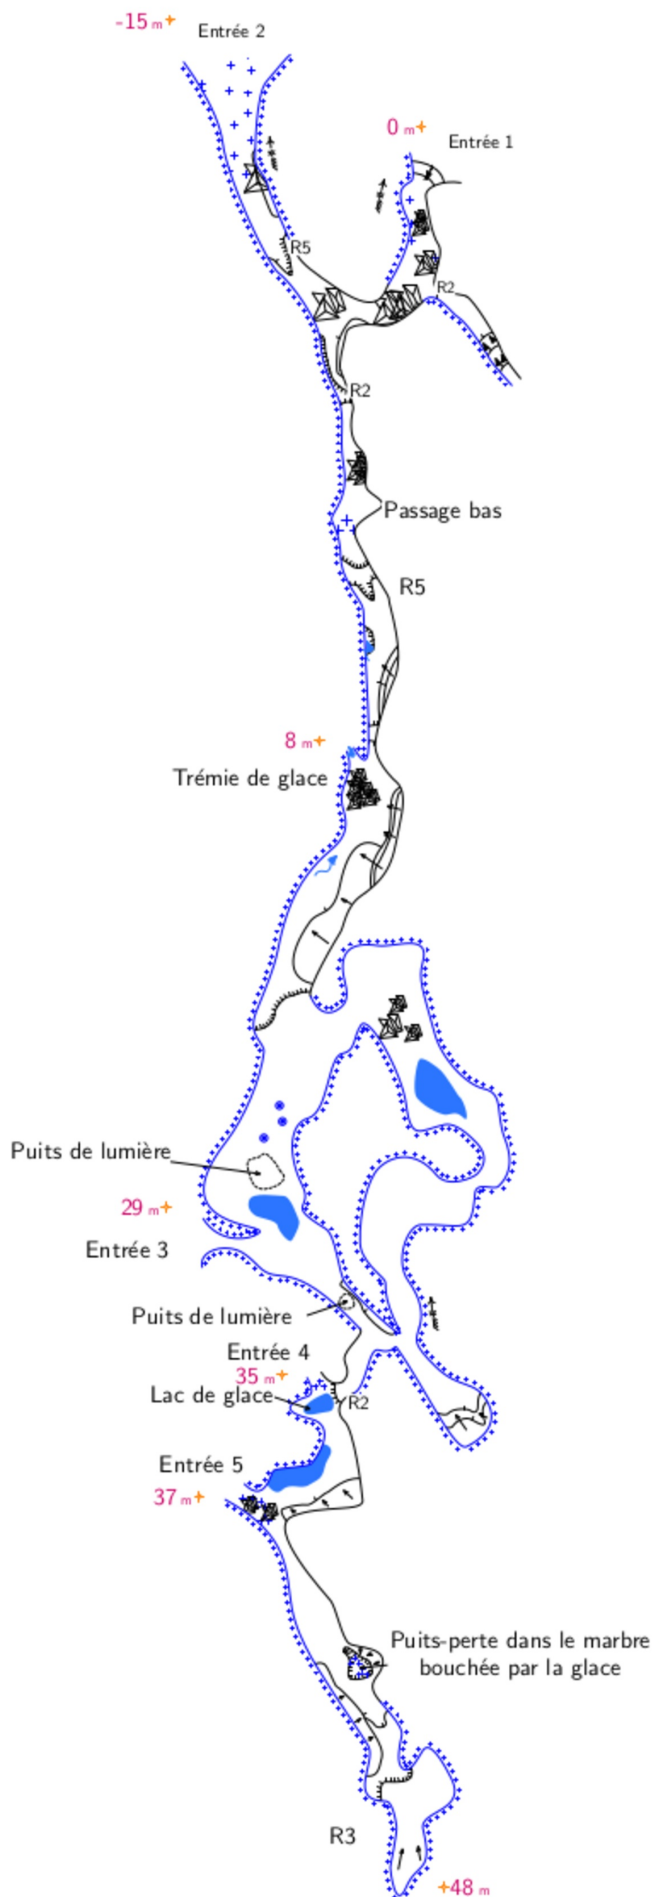 -15 m
Entrée 2
0 m
Entrée 1
R5
R2
R2
Passage bas
R5
8 m
Trémie de glace
Puits de lumière
29 m
Entrée 3
Puits de lumière
Entrée 4
35 m
Lac de glace
R2
Entrée 5
37 m
Puits-perte dans le marbre
bouchée par la glace
R3
48 m